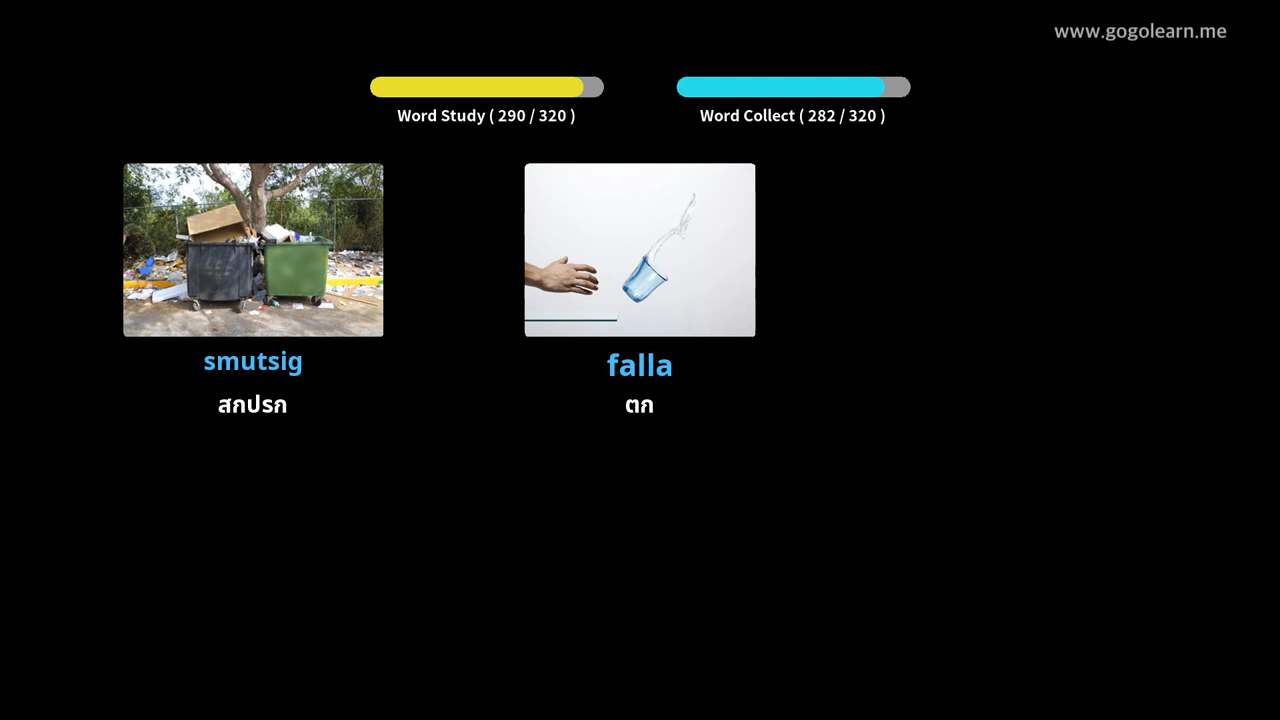 www.gogolearn.me
Word Study ( 290 / 320 )
Word Collect ( 282 / 320 )
smutsig
สกปรก
falla
ตก